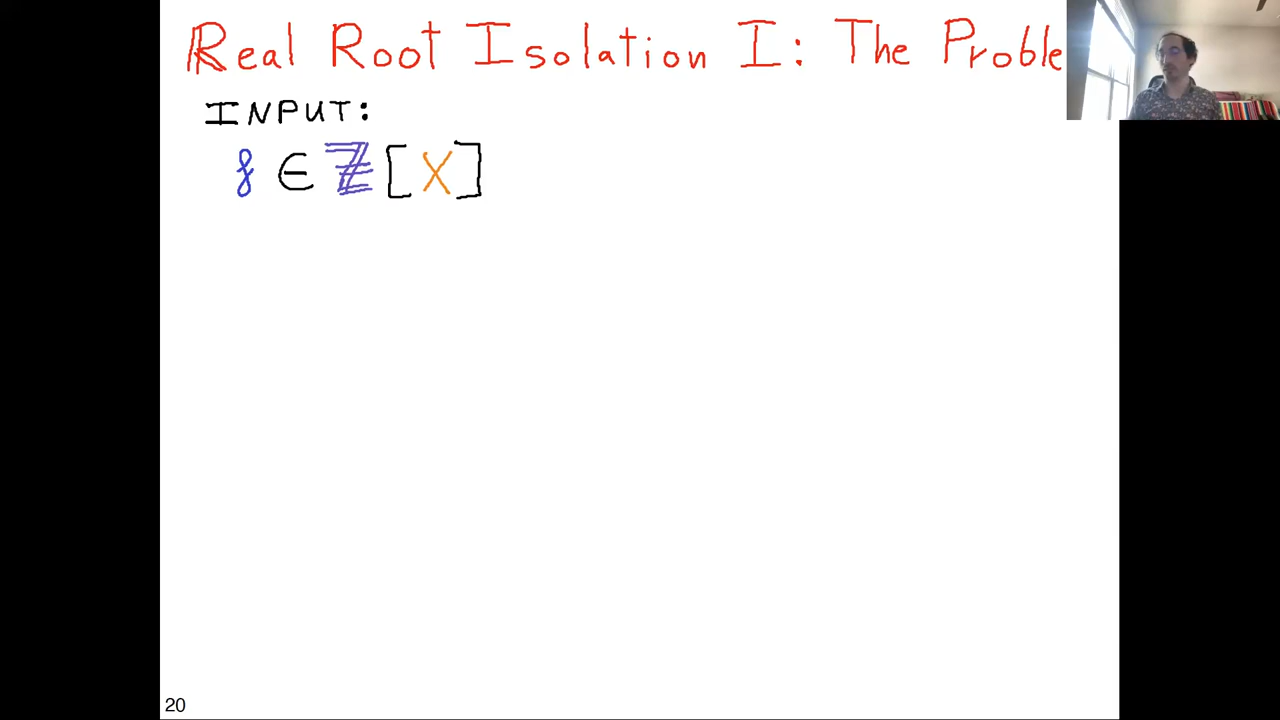 Real Root Isolation I: The Proble
INPUT:
f ∈ ℤ[X]
20